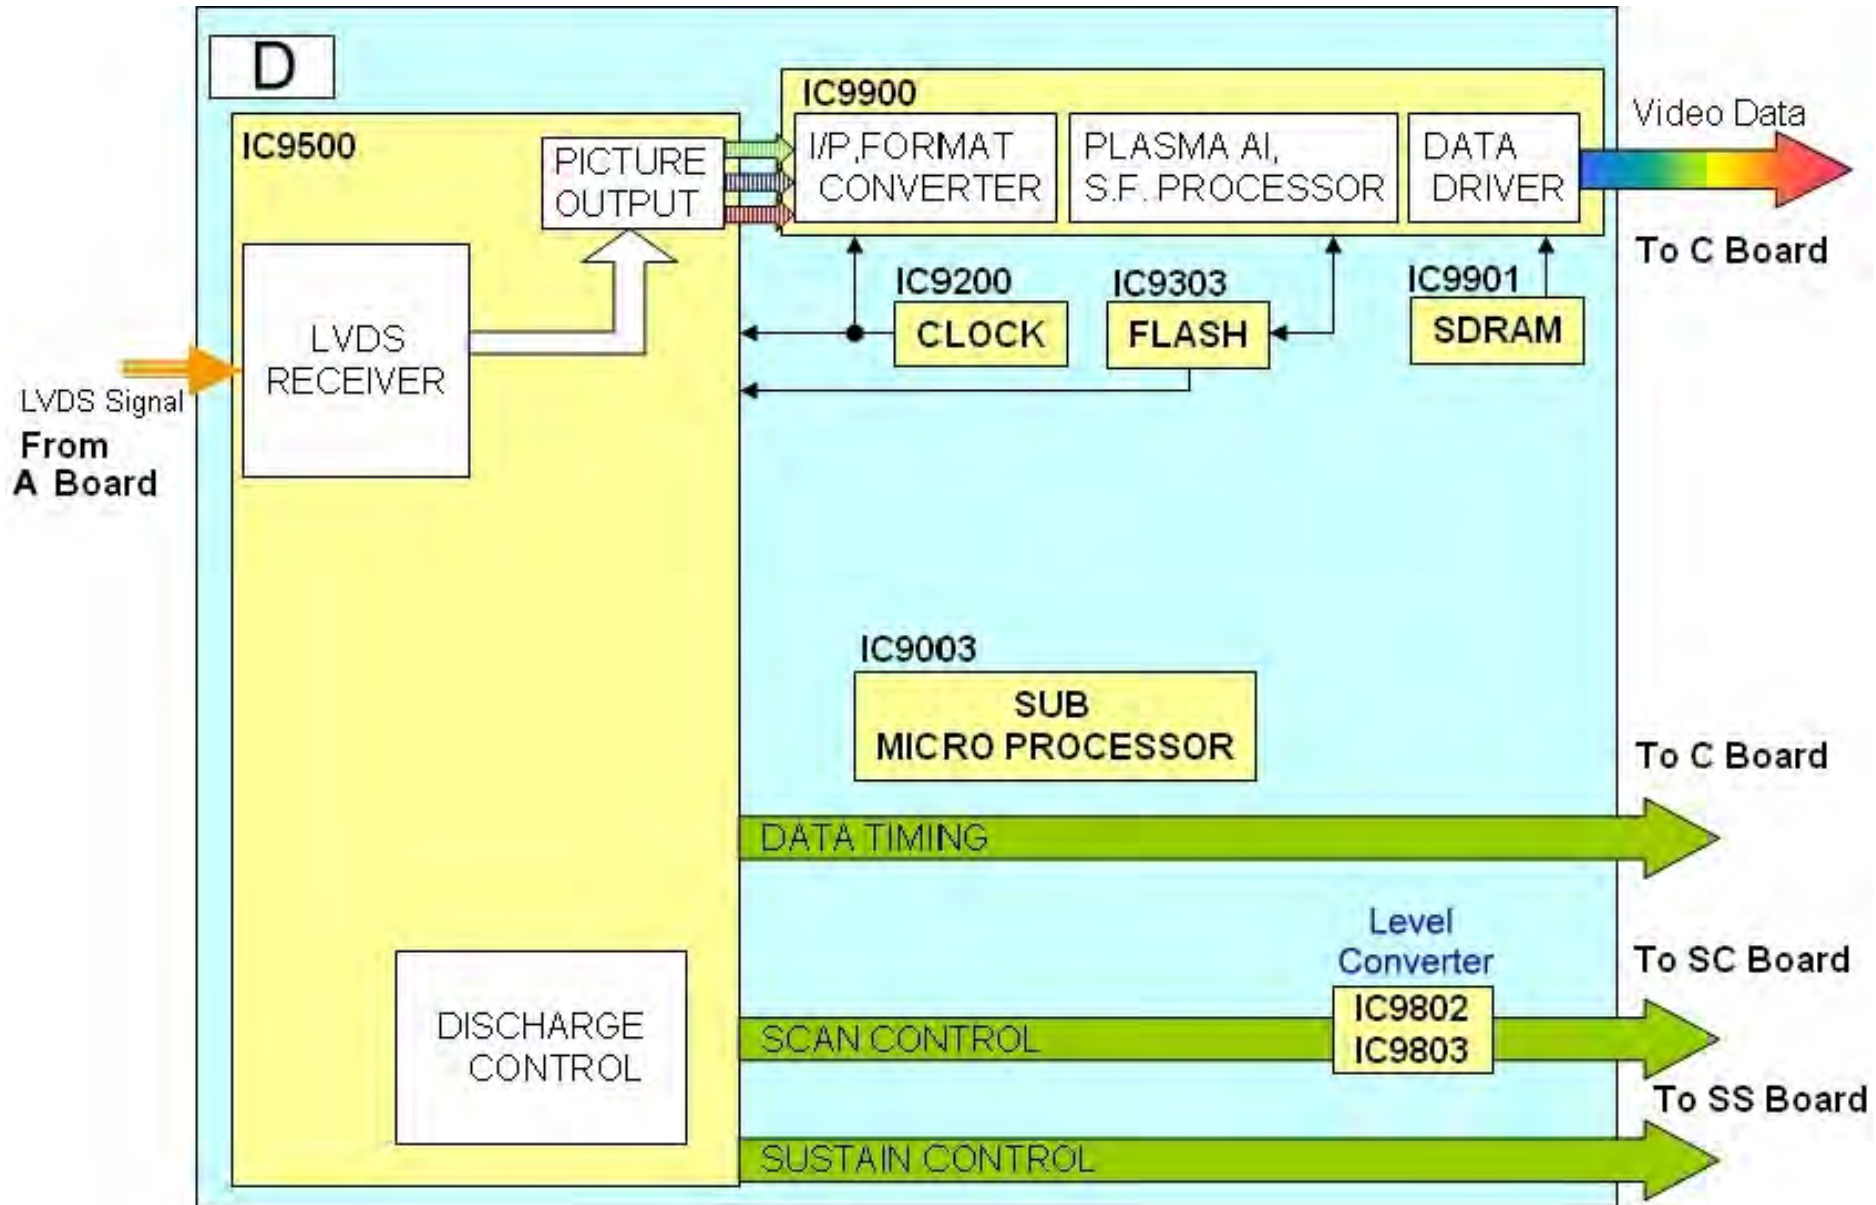 D
IC9500
PICTURE
OUTPUT
LVDS
RECEIVER
LVDS Signal
From
A Board
IC9900
I/P,FORMAT
CONVERTER
PLASMA AI,
S.F. PROCESSOR
DATA
DRIVER
Video Data
To C Board
IC9200
CLOCK
IC9303
FLASH
IC9901
SDRAM
IC9003
SUB
MICRO PROCESSOR
To C Board
DATA TIMING
Level
Converter
To SC Board
DISCHARGE
CONTROL
SCAN CONTROL
IC9802
IC9803
To SS Board
SUSTAIN CONTROL